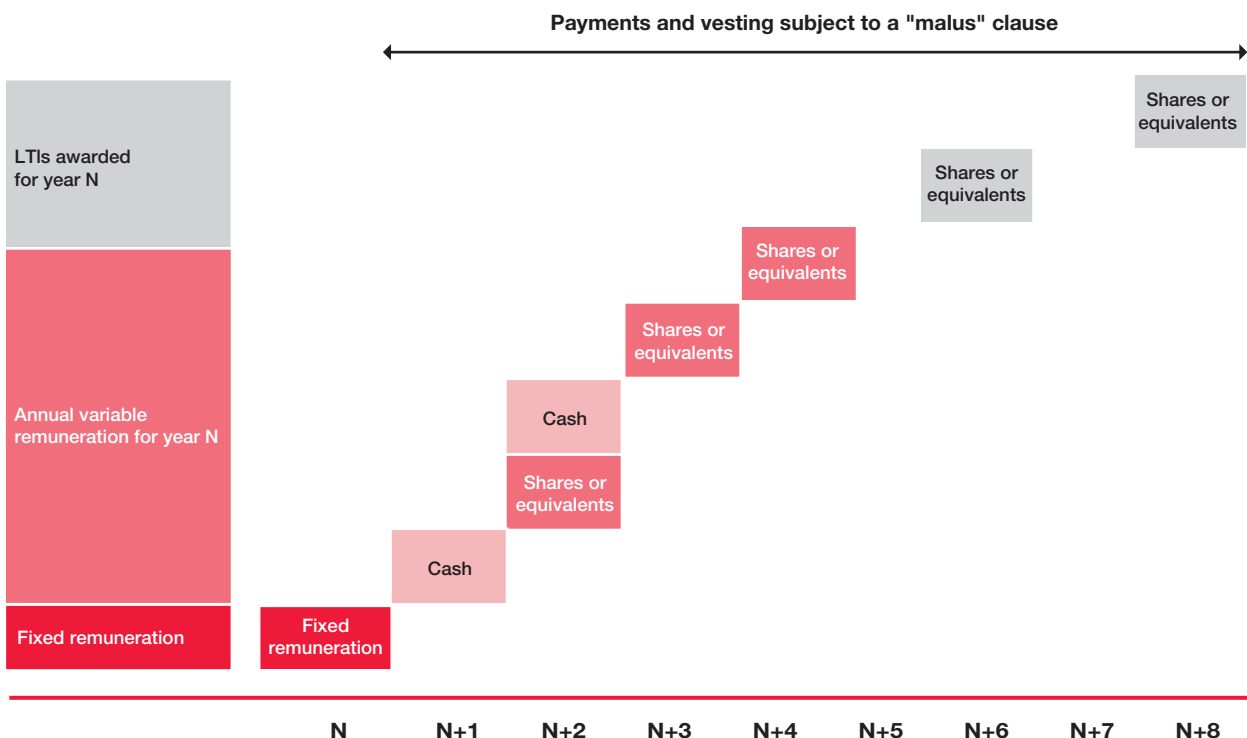 Payments and vesting subject to a "malus" clause
Shares or
equivalents
LTIs awarded
for year N
Shares or
equivalents
Shares or
equivalents
Shares or
equivalents
Annual variable
remuneration for year N
Cash
Shares or
equivalents
Cash
Fixed remuneration
Fixed
remuneration
N N+1 N+2 N+3 N+4 N+5 N+6 N+7 N+8